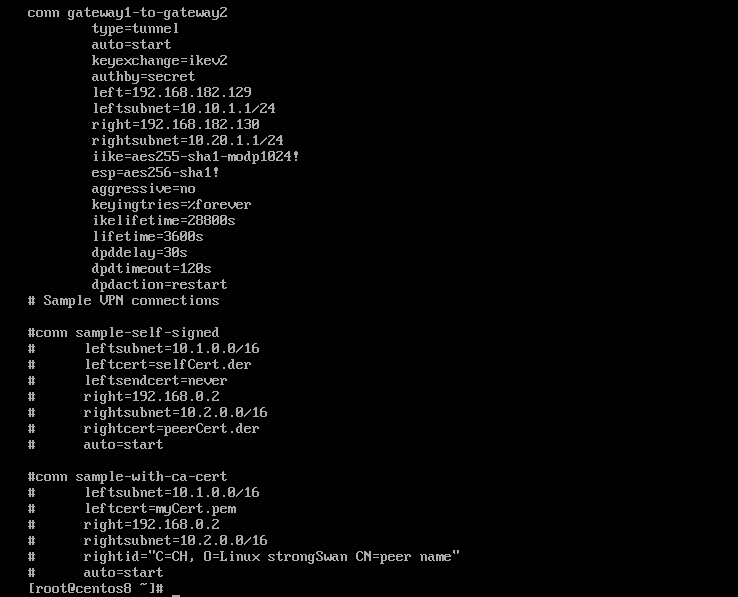 conn gateway1-to-gateway2
        type=tunnel
        auto=start
        keyexchange=ikev2
        authby=secret
        left=192.168.182.129
        leftsubnet=10.10.1.1/24
        right=192.168.182.130
        rightsubnet=10.20.1.1/24
        iike=aes255-sha1-modp1024!
        esp=aes256-sha1!
        aggressive=no
        keyingtries=%forever
        ikelifetime=28800s
        lifetime=3600s
        dpddelay=30s
        dpdtimeout=120s
        dpdaction=restart
# Sample VPN connections

#conn sample-self-signed
#      leftsubnet=10.1.0.0/16
#      leftcert=selfCert.der
#      leftsendcert=never
#      right=192.168.0.2
#      rightsubnet=10.2.0.0/16
#      rightcert=peerCert.der
#      auto=start

#conn sample-with-ca-cert
#      leftsubnet=10.1.0.0/16
#      leftcert=myCert.pem
#      right=192.168.0.2
#      rightsubnet=10.2.0.0/16
#      rightid="C=CH, O=Linux strongSwan CN=peer name"
#      auto=start
[root@centos8 ~]# _